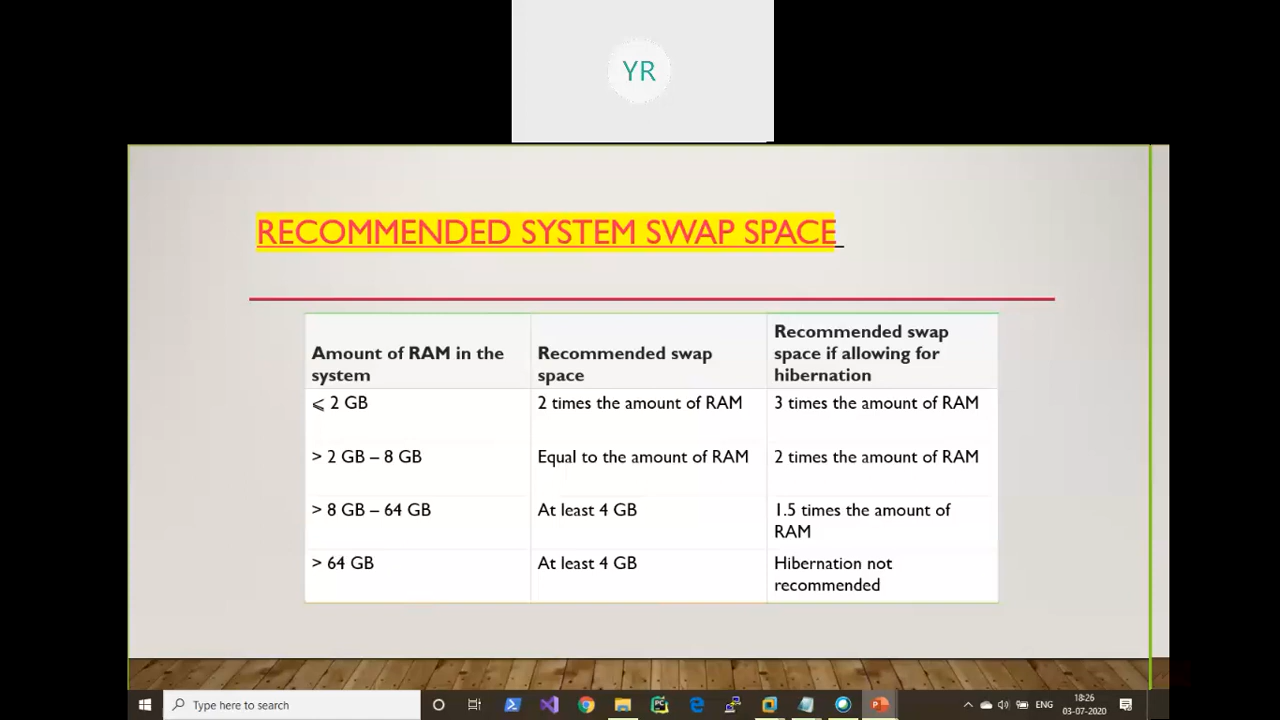 YR
RECOMMENDED SYSTEM SWAP SPACE
Amount of RAM in the
system
Recommended swap
space
Recommended swap
space if allowing for
hibernation
⩽ 2 GB
2 times the amount of RAM
3 times the amount of RAM
> 2 GB – 8 GB
Equal to the amount of RAM
2 times the amount of RAM
> 8 GB – 64 GB
At least 4 GB
1.5 times the amount of
RAM
> 64 GB
At least 4 GB
Hibernation not
recommended
Type here to search
ENG
18:26
03-07-2020